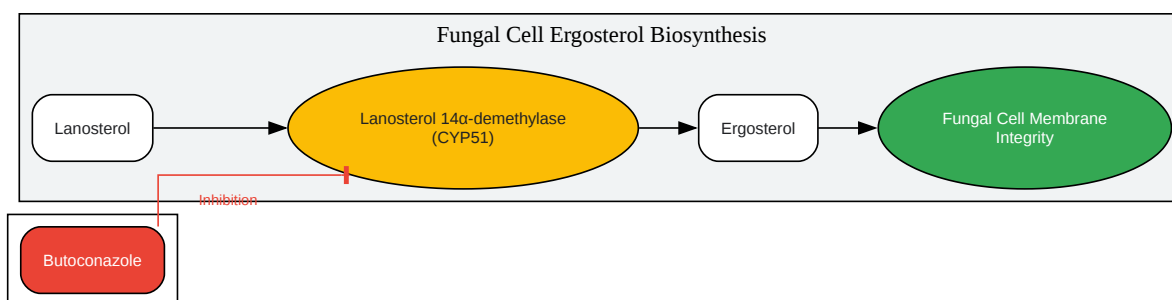 Fungal Cell Ergosterol Biosynthesis
Lanosterol
Lanosterol 14α-demethylase
(CYP51)
Ergosterol
Fungal Cell Membrane
Integrity
Inhibition
Butoconazole